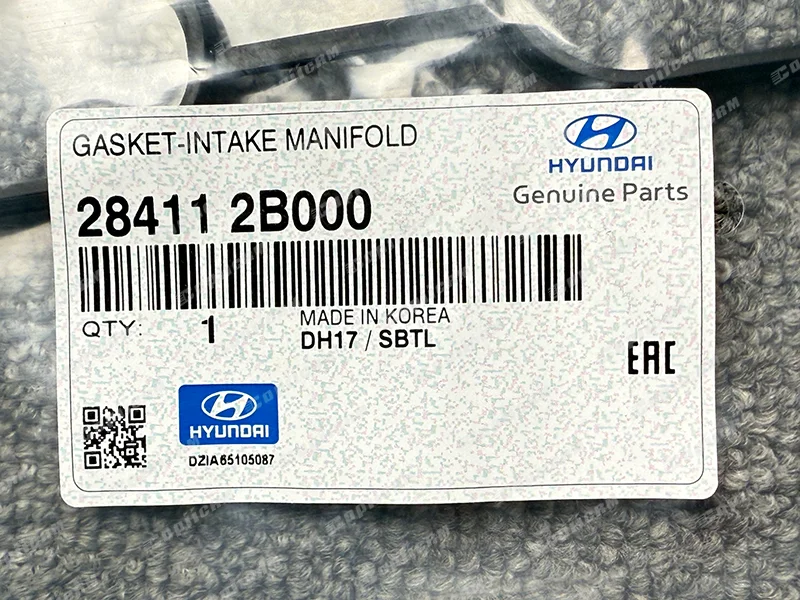 GASKET-INTAKE MANIFOLD
HYUNDAI
Genuine Parts
28411 2B000
QTY: 1
MADE IN KOREA
DH17 / SBTL
EAC
HYUNDAI
DZIA65105087